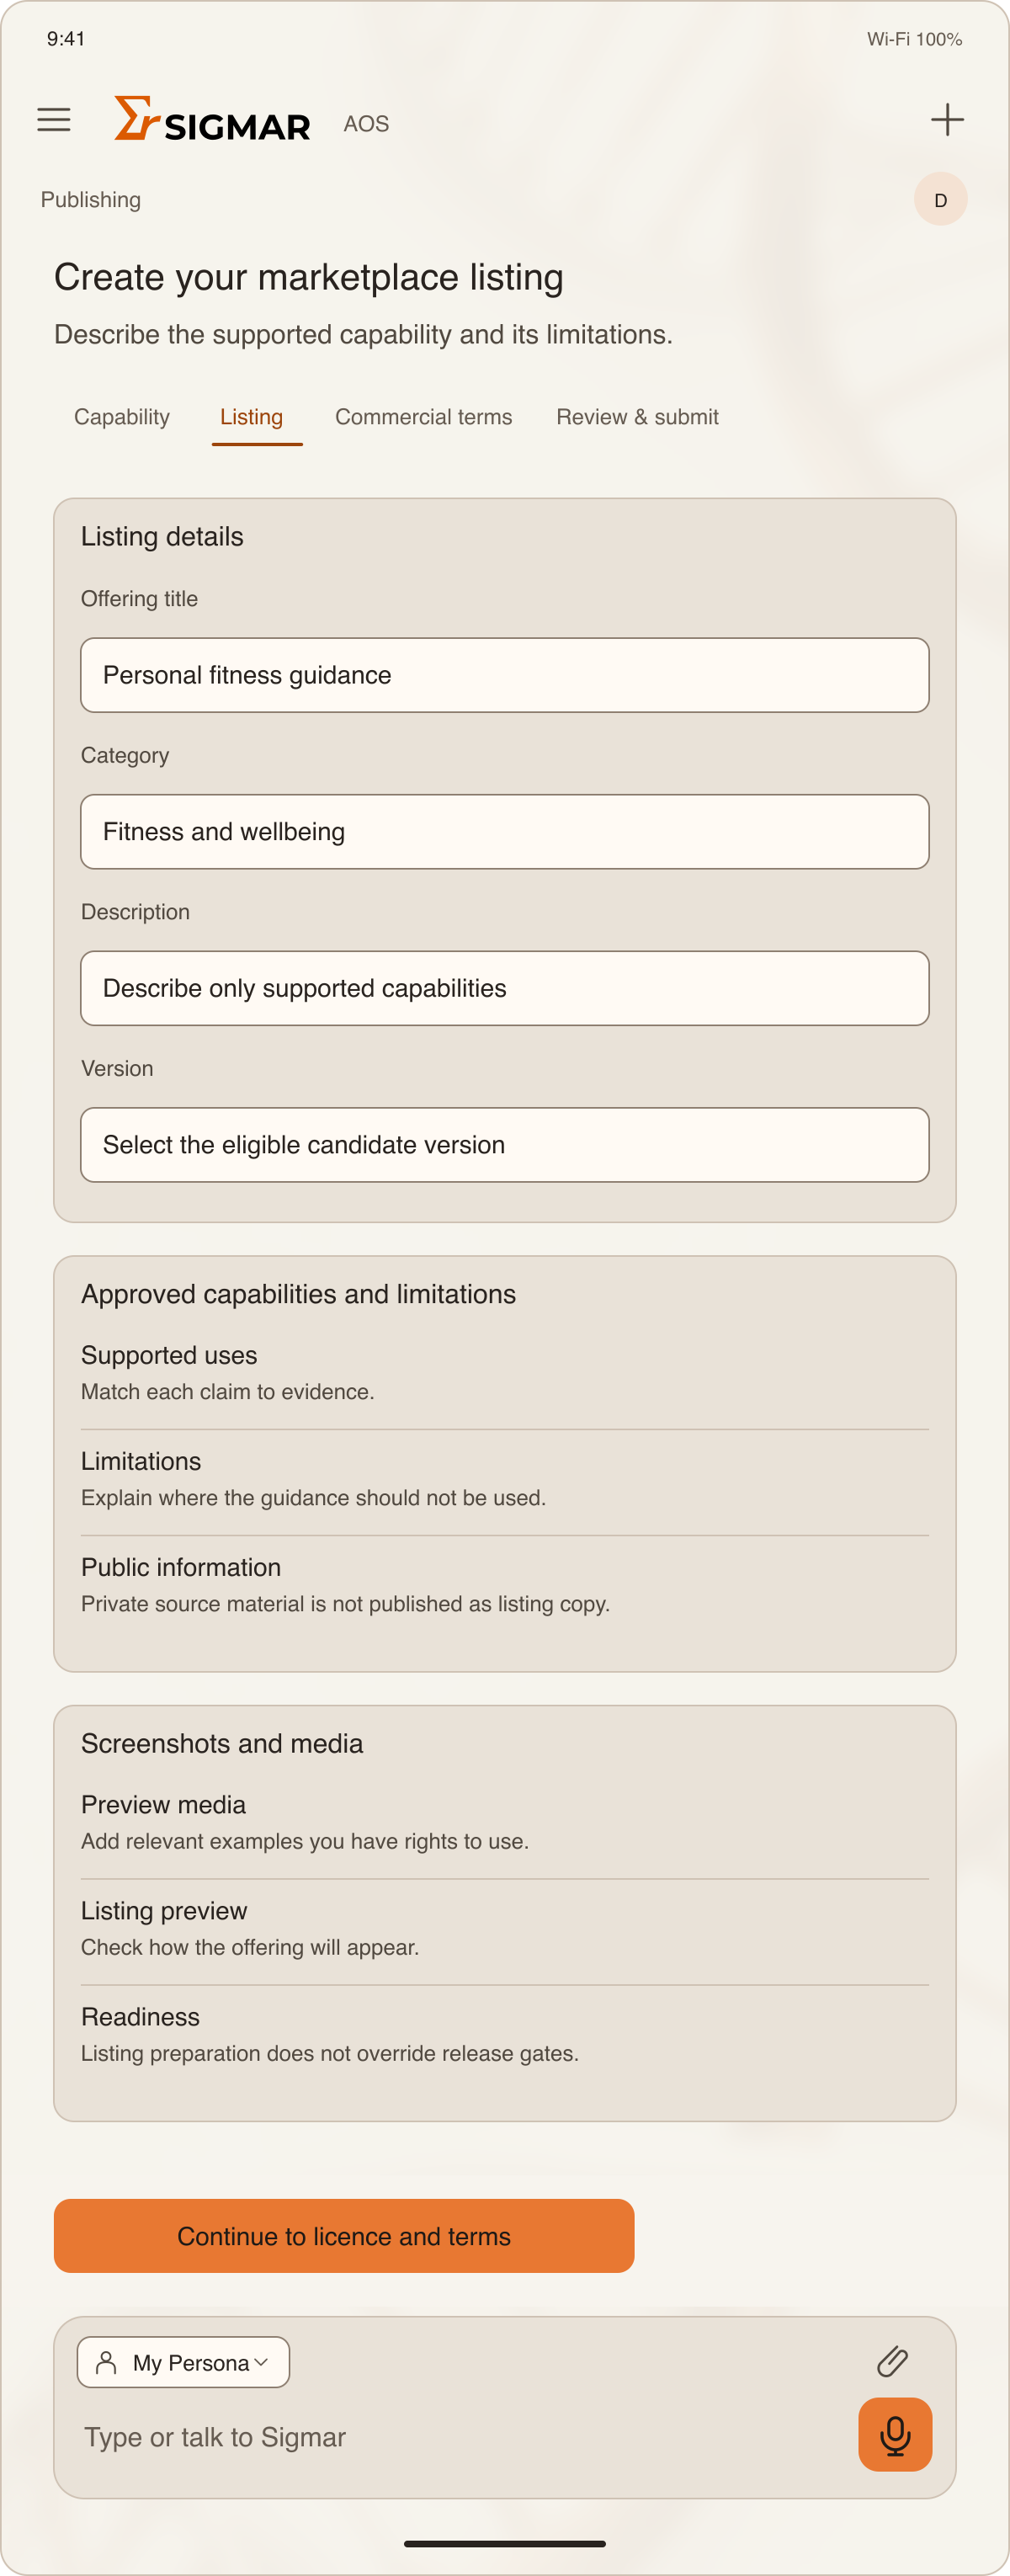 9:41
Wi-Fi 100%
Σr SIGMAR AOS
Publishing
D
Create your marketplace listing
Describe the supported capability and its limitations.
Capability
Listing
Commercial terms
Review & submit
Listing details
Offering title
Personal fitness guidance
Category
Fitness and wellbeing
Description
Describe only supported capabilities
Version
Select the eligible candidate version
Approved capabilities and limitations
Supported uses
Match each claim to evidence.
Limitations
Explain where the guidance should not be used.
Public information
Private source material is not published as listing copy.
Screenshots and media
Preview media
Add relevant examples you have rights to use.
Listing preview
Check how the offering will appear.
Readiness
Listing preparation does not override release gates.
Continue to licence and terms
My Persona
Type or talk to Sigmar